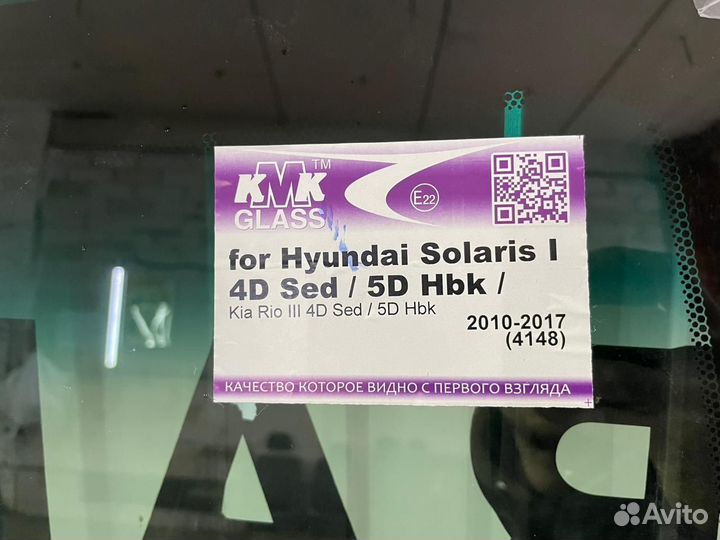 KMK™
GLASS
E22
for Hyundai Solaris I
4D Sed / 5D Hbk /
Kia Rio III 4D Sed / 5D Hbk
2010-2017
(4148)
КАЧЕСТВО КОТОРОЕ ВИДНО С ПЕРВОГО ВЗГЛЯДА
Avito